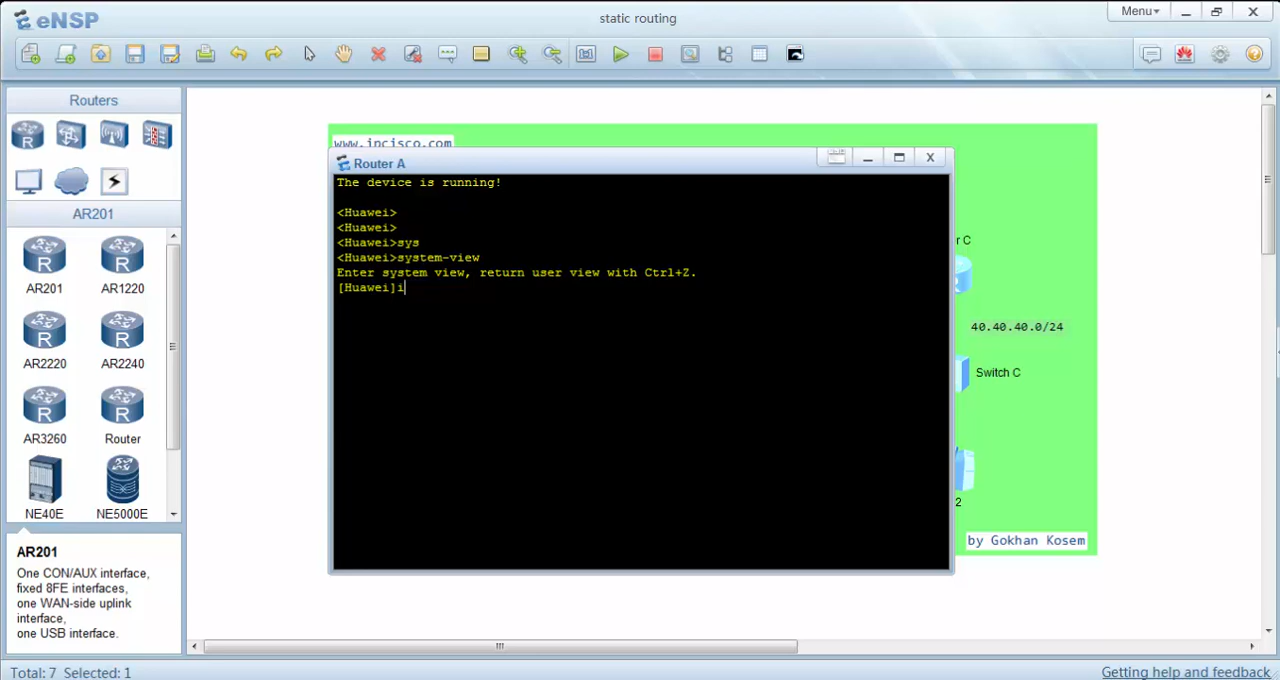 eNSP
static routing
Menu
Routers
AR201
AR201
AR1220
AR2220
AR2240
AR3260
Router
NE40E
NE5000E
AR201
One CON/AUX interface,
fixed 8FE interfaces,
one WAN-side uplink
interface,
one USB interface.
www.incisco.com
Router A
The device is running!
<Huawei>
<Huawei>
<Huawei>sys
<Huawei>system-view
Enter system view, return user view with Ctrl+Z.
[Huawei]i
r C
40.40.40.0/24
Switch C
2
by Gokhan Kosem
Total: 7 Selected: 1
Getting help and feedback